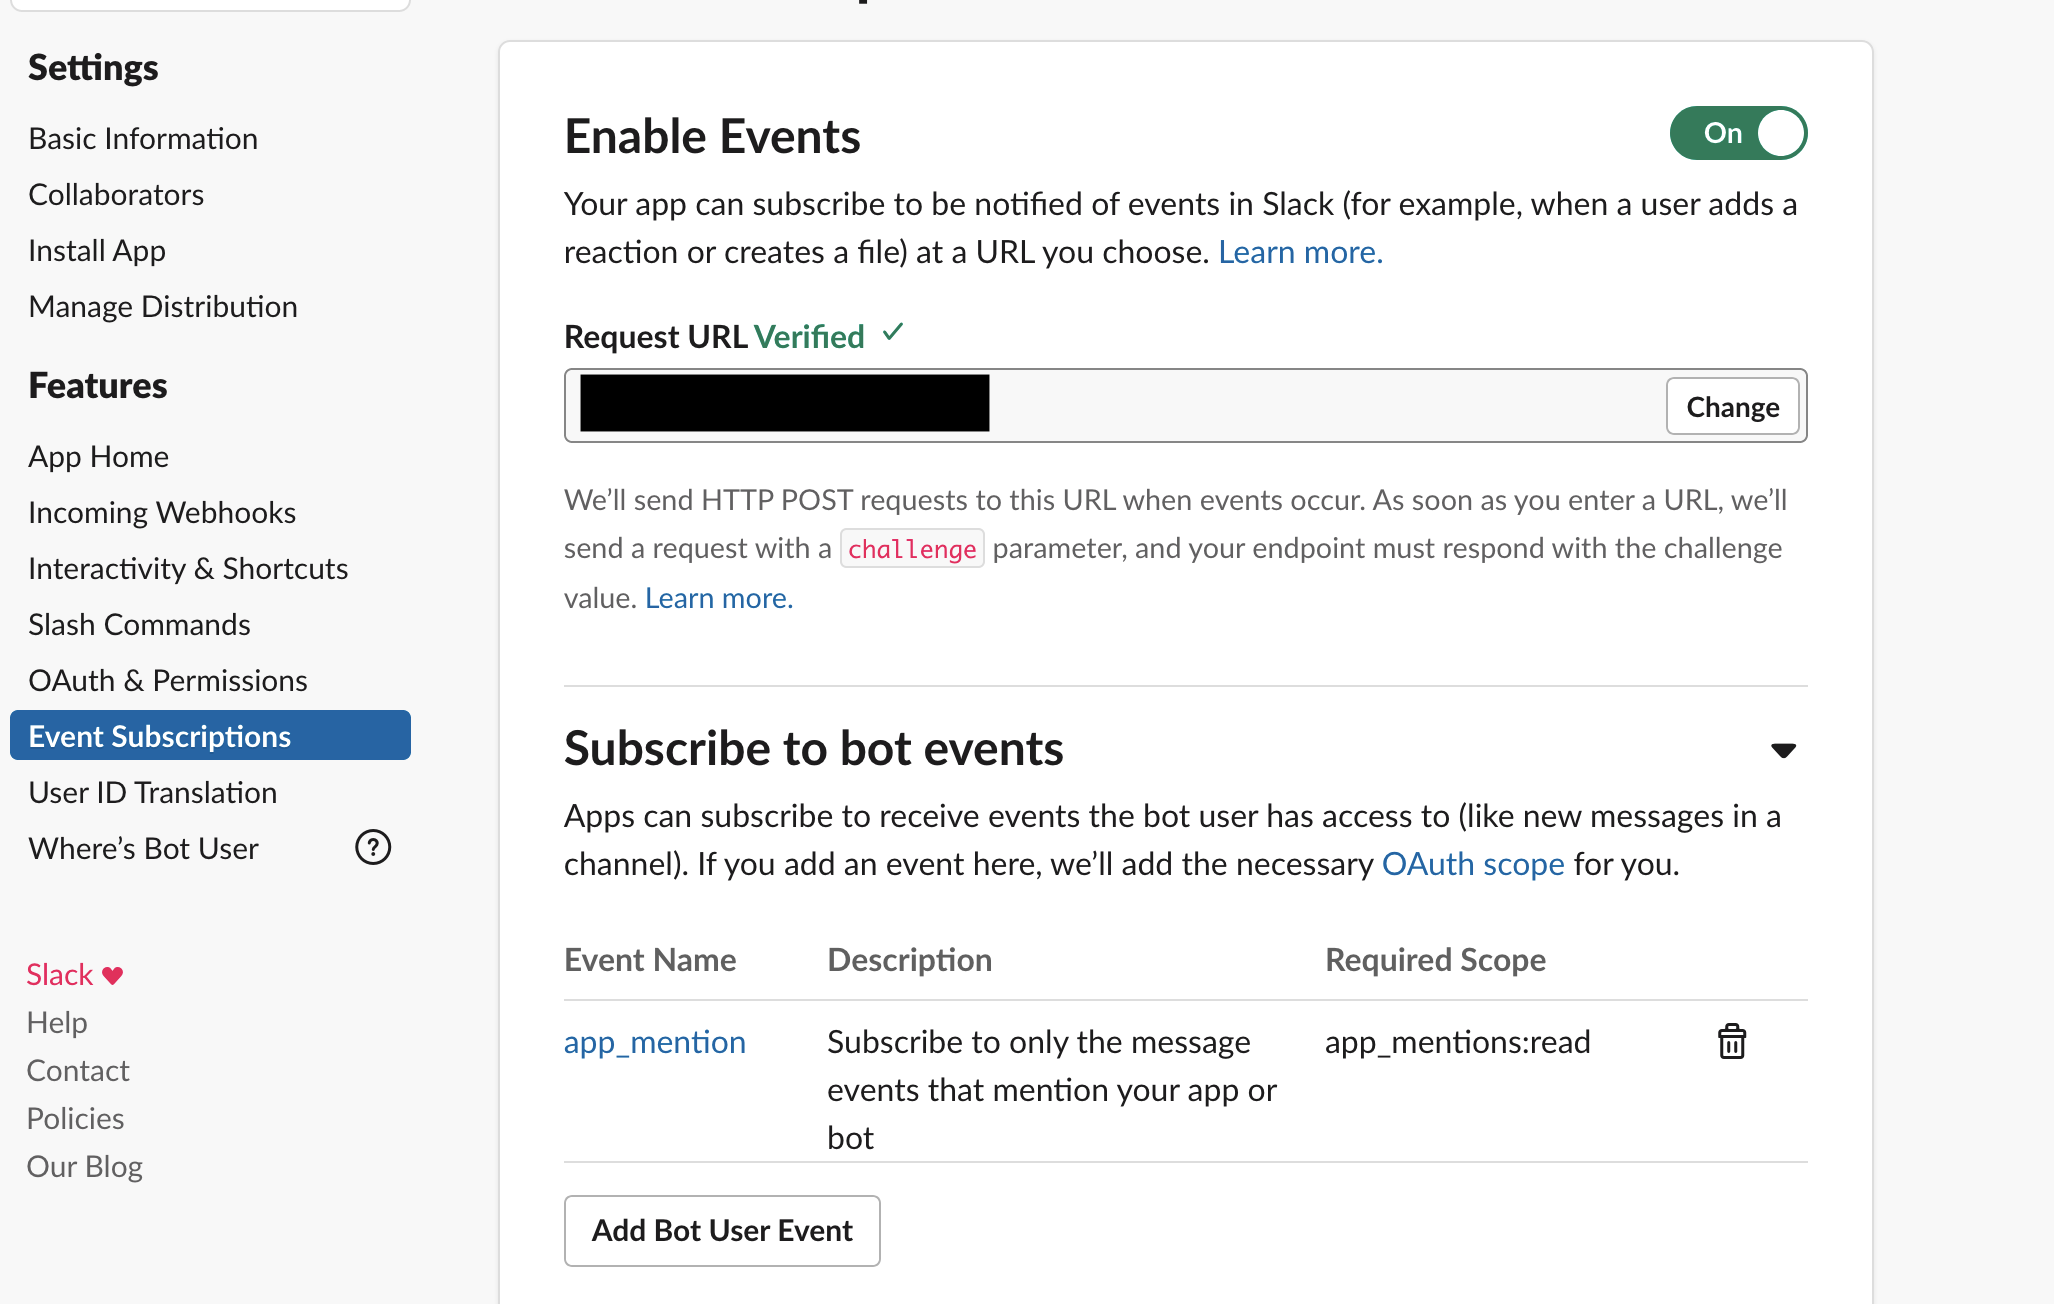 Settings
Basic Information
Collaborators
Install App
Manage Distribution
Features
App Home
Incoming Webhooks
Interactivity & Shortcuts
Slash Commands
OAuth & Permissions
Event Subscriptions
User ID Translation
Where’s Bot User ?
Slack ♥
Help
Contact
Policies
Our Blog
Enable Events
On
Your app can subscribe to be notified of events in Slack (for example, when a user adds a
reaction or creates a file) at a URL you choose. Learn more.
Request URL Verified ✓
Change
We’ll send HTTP POST requests to this URL when events occur. As soon as you enter a URL, we’ll
send a request with a challenge parameter, and your endpoint must respond with the challenge
value. Learn more.
Subscribe to bot events
Apps can subscribe to receive events the bot user has access to (like new messages in a
channel). If you add an event here, we’ll add the necessary OAuth scope for you.
Event Name Description Required Scope
app_mention Subscribe to only the message app_mentions:read
events that mention your app or
bot
Add Bot User Event